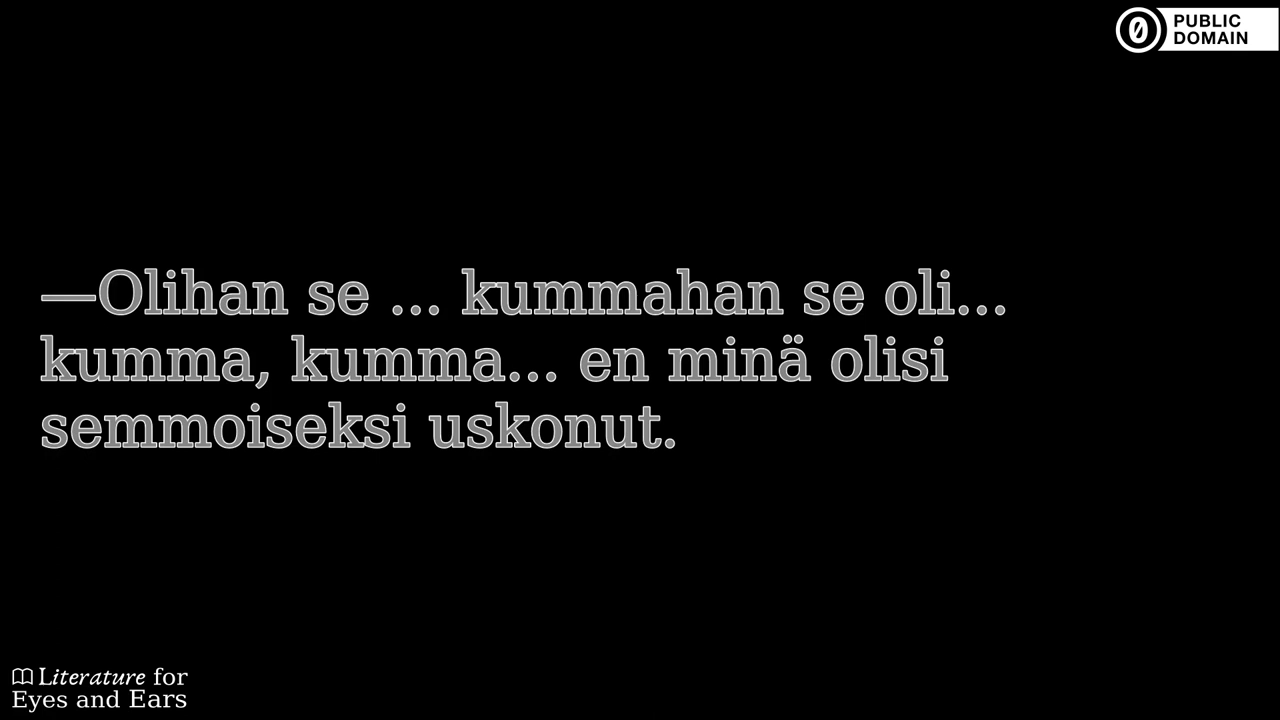 PUBLIC
DOMAIN
—Olihan se ... kummahan se oli...
kumma, kumma... en minä olisi
semmoiseksi uskonut.
Literature for
Eyes and Ears